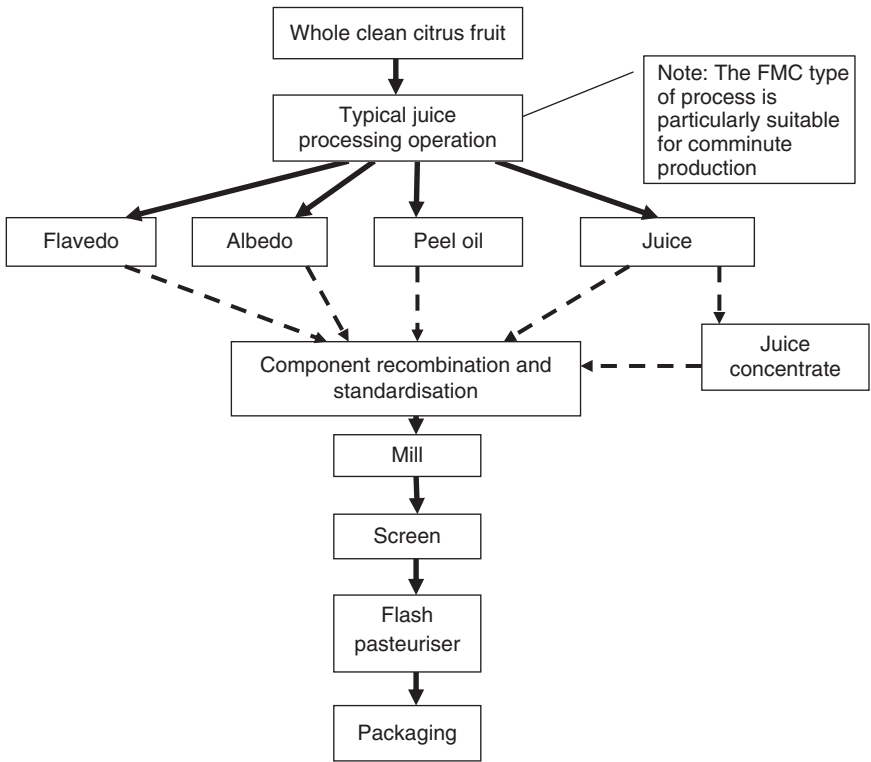 Whole clean citrus fruit
Note: The FMC type
of process is
particularly suitable
for comminute
production
Typical juice
processing operation
Flavedo
Albedo
Peel oil
Juice
Juice
concentrate
Component recombination and
standardisation
Mill
Screen
Flash
pasteuriser
Packaging